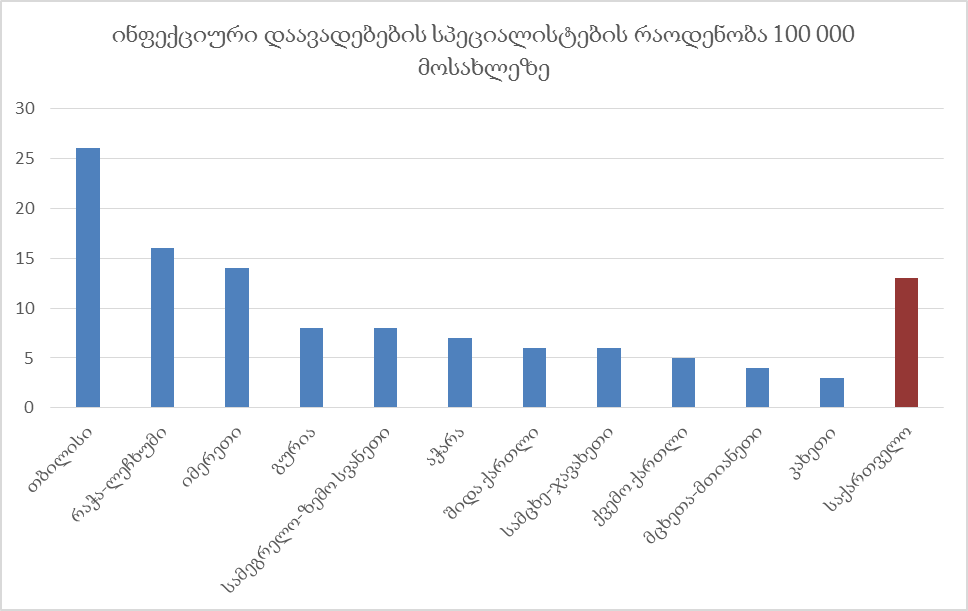 ინფექციური დაავადებების სპეციალისტების რაოდენობა 100 000
მოსახლეზე
30
25
20
15
10
5
0
თბილისი
რაჭა-ლეჩხუმი
იმერეთი
გურია
სამეგრელო-ზემო სვანეთი
აჭარა
შიდა ქართლი
სამცხე-ჯავახეთი
ქვემო ქართლი
მცხეთა-მთიანეთი
კახეთი
საქართველო